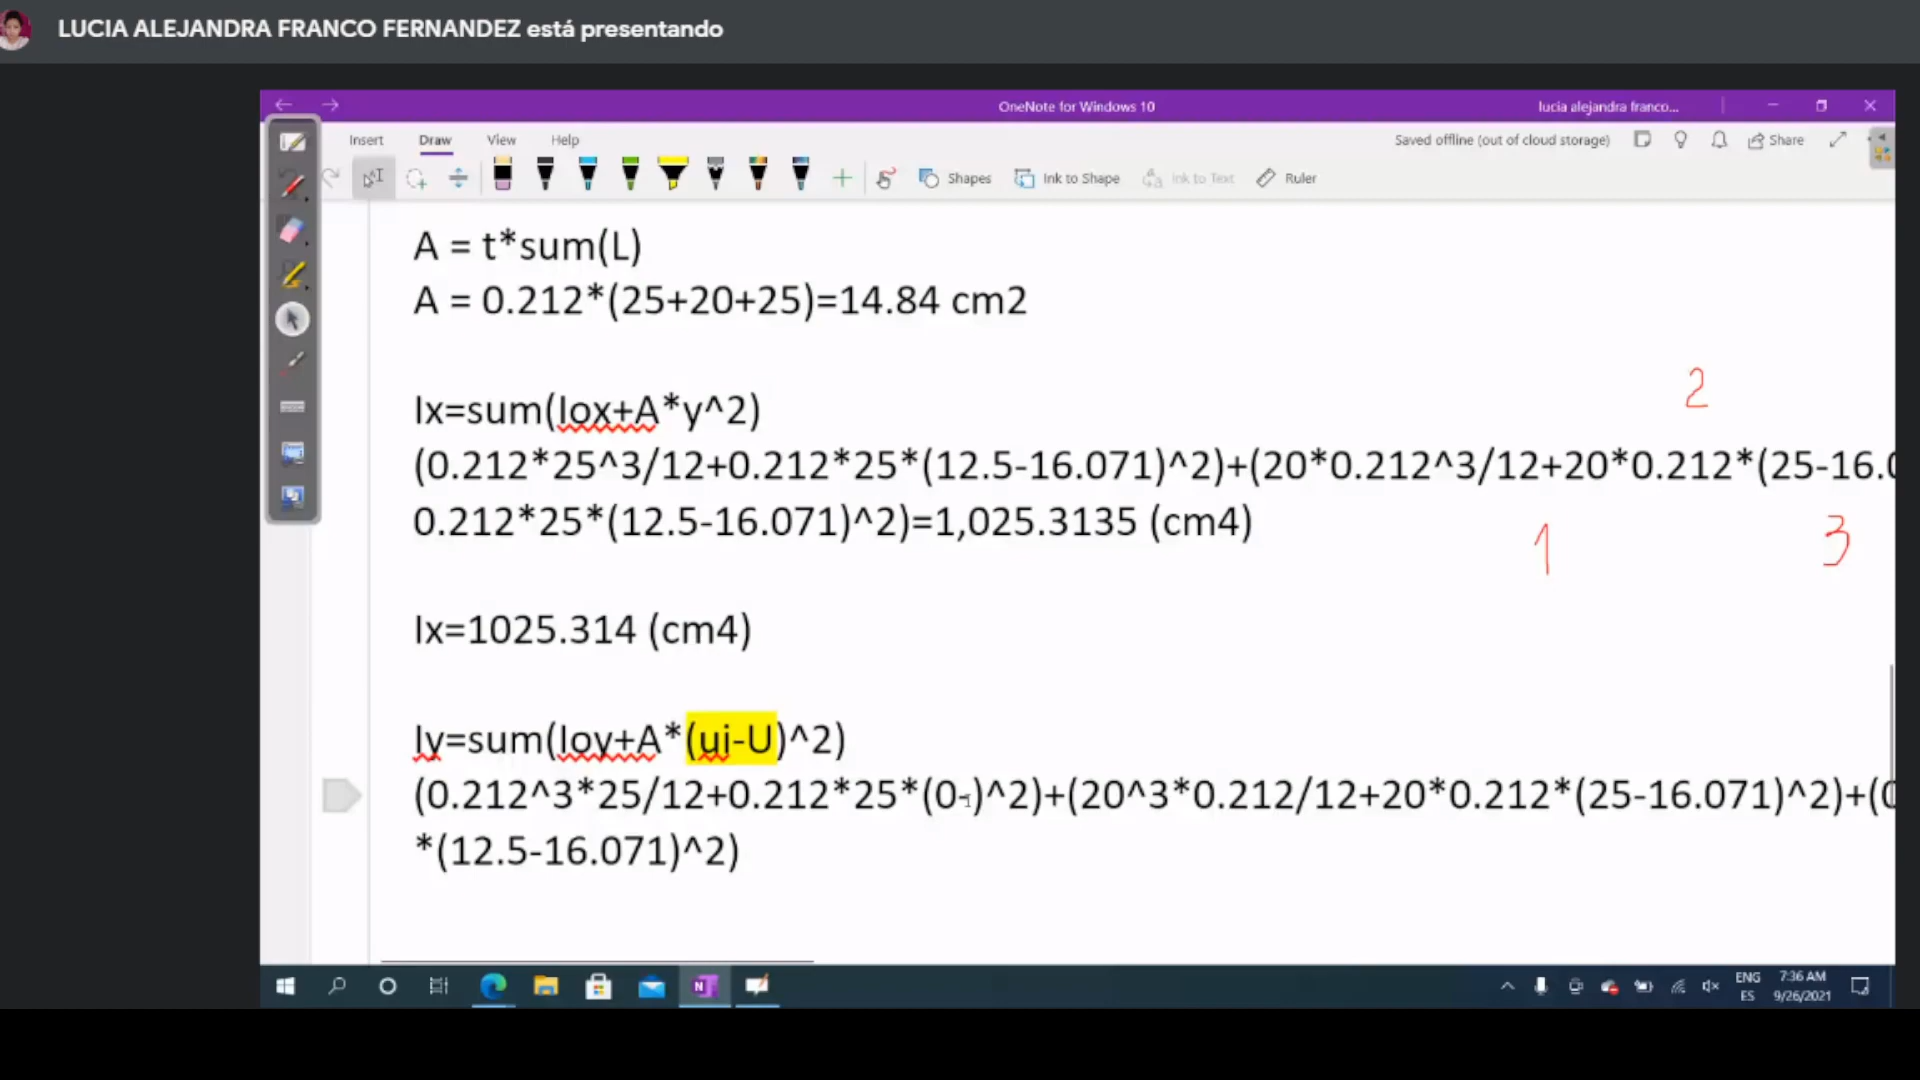 LUCIA ALEJANDRA FRANCO FERNANDEZ está presentando
OneNote for Windows 10
lucia alejandra franco...
Insert Draw View Help
Saved offline (out of cloud storage)
Share
Shapes
Ink to Shape
Ink to Text
Ruler
A = t*sum(L)
A = 0.212*(25+20+25)=14.84 cm2
2
Ix=sum(Iox+A*y^2)
(0.212*25^3/12+0.212*25*(12.5-16.071)^2)+(20*0.212^3/12+20*0.212*(25-16.0
0.212*25*(12.5-16.071)^2)=1,025.3135 (cm4)
1
3
Ix=1025.314 (cm4)
Iy=sum(Ioy+A*(ui-U)^2)
(0.212^3*25/12+0.212*25*(0-)^2)+(20^3*0.212/12+20*0.212*(25-16.071)^2)+(0
*(12.5-16.071)^2)
ENG
ES
7:36 AM
9/26/2021